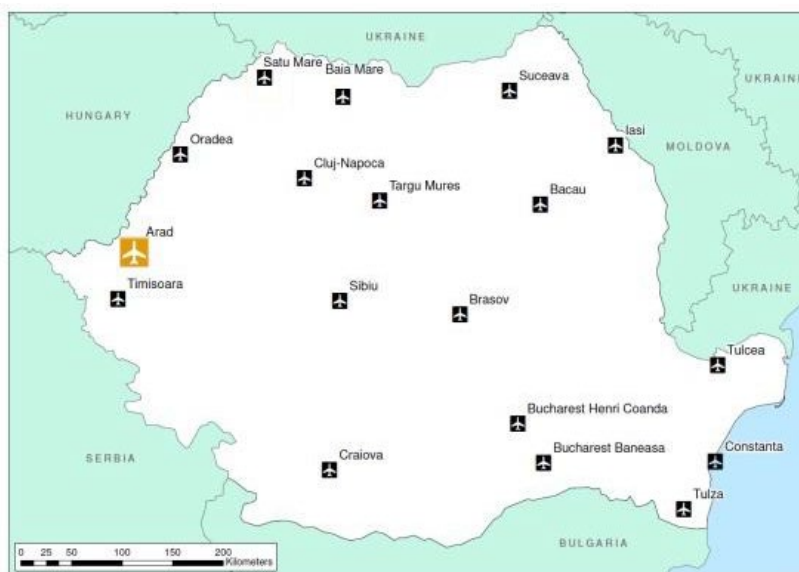 UKRAINE
Satu Mare
Baia Mare
Suceava
UKRAINE
HUNGARY
Iasi
Oradea
MOLDOVA
Cluj-Napoca
Targu Mures
Bacau
Arad
Timisoara
Sibiu
Brasov
UKRAINE
Tulcea
Bucharest Henri Coanda
Bucharest Baneasa
Constanta
SERBIA
Craiova
Tulza
BULGARIA
0 25 50 100 150 200
Kilometers